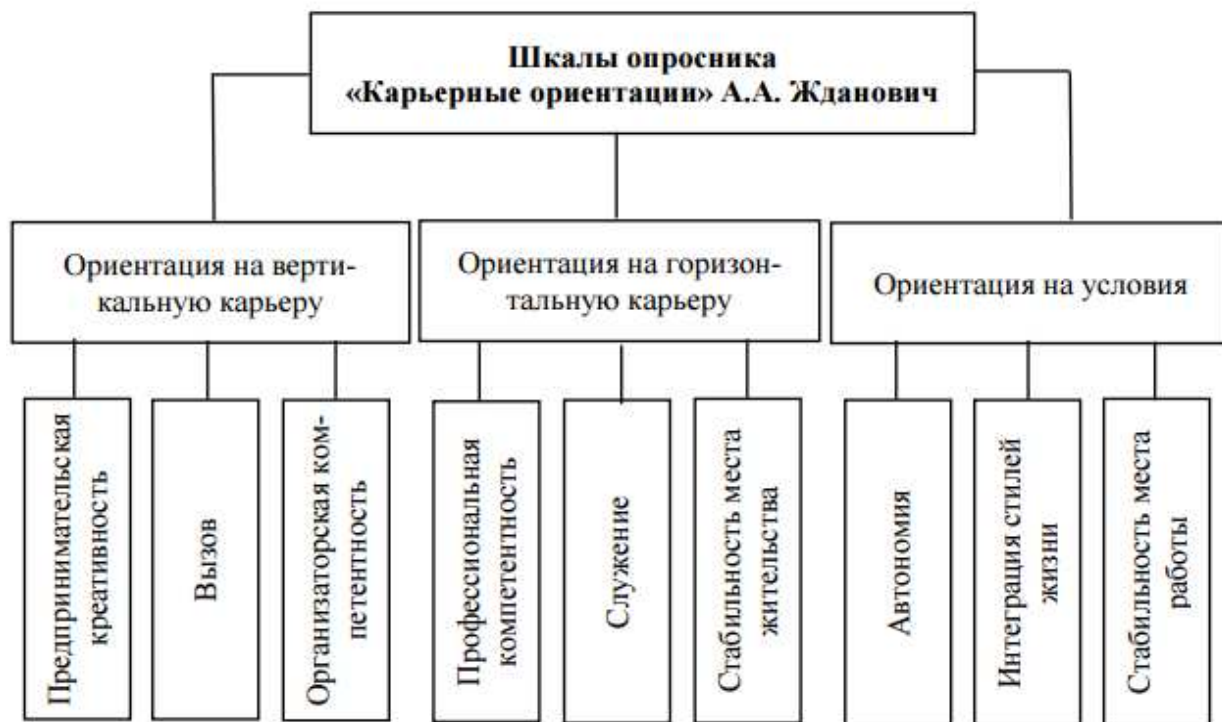 Шкалы опросника
«Карьерные ориентации» А.А. Жданович
Ориентация на верти-
кальную карьеру
Ориентация на горизон-
тальную карьеру
Ориентация на условия
Предпринимательская
креативность
Вызов
Организаторская ком-
петентность
Профессиональная
компетентность
Служение
Стабильность места
жительства
Автономия
Интеграция стилей
жизни
Стабильность места
работы